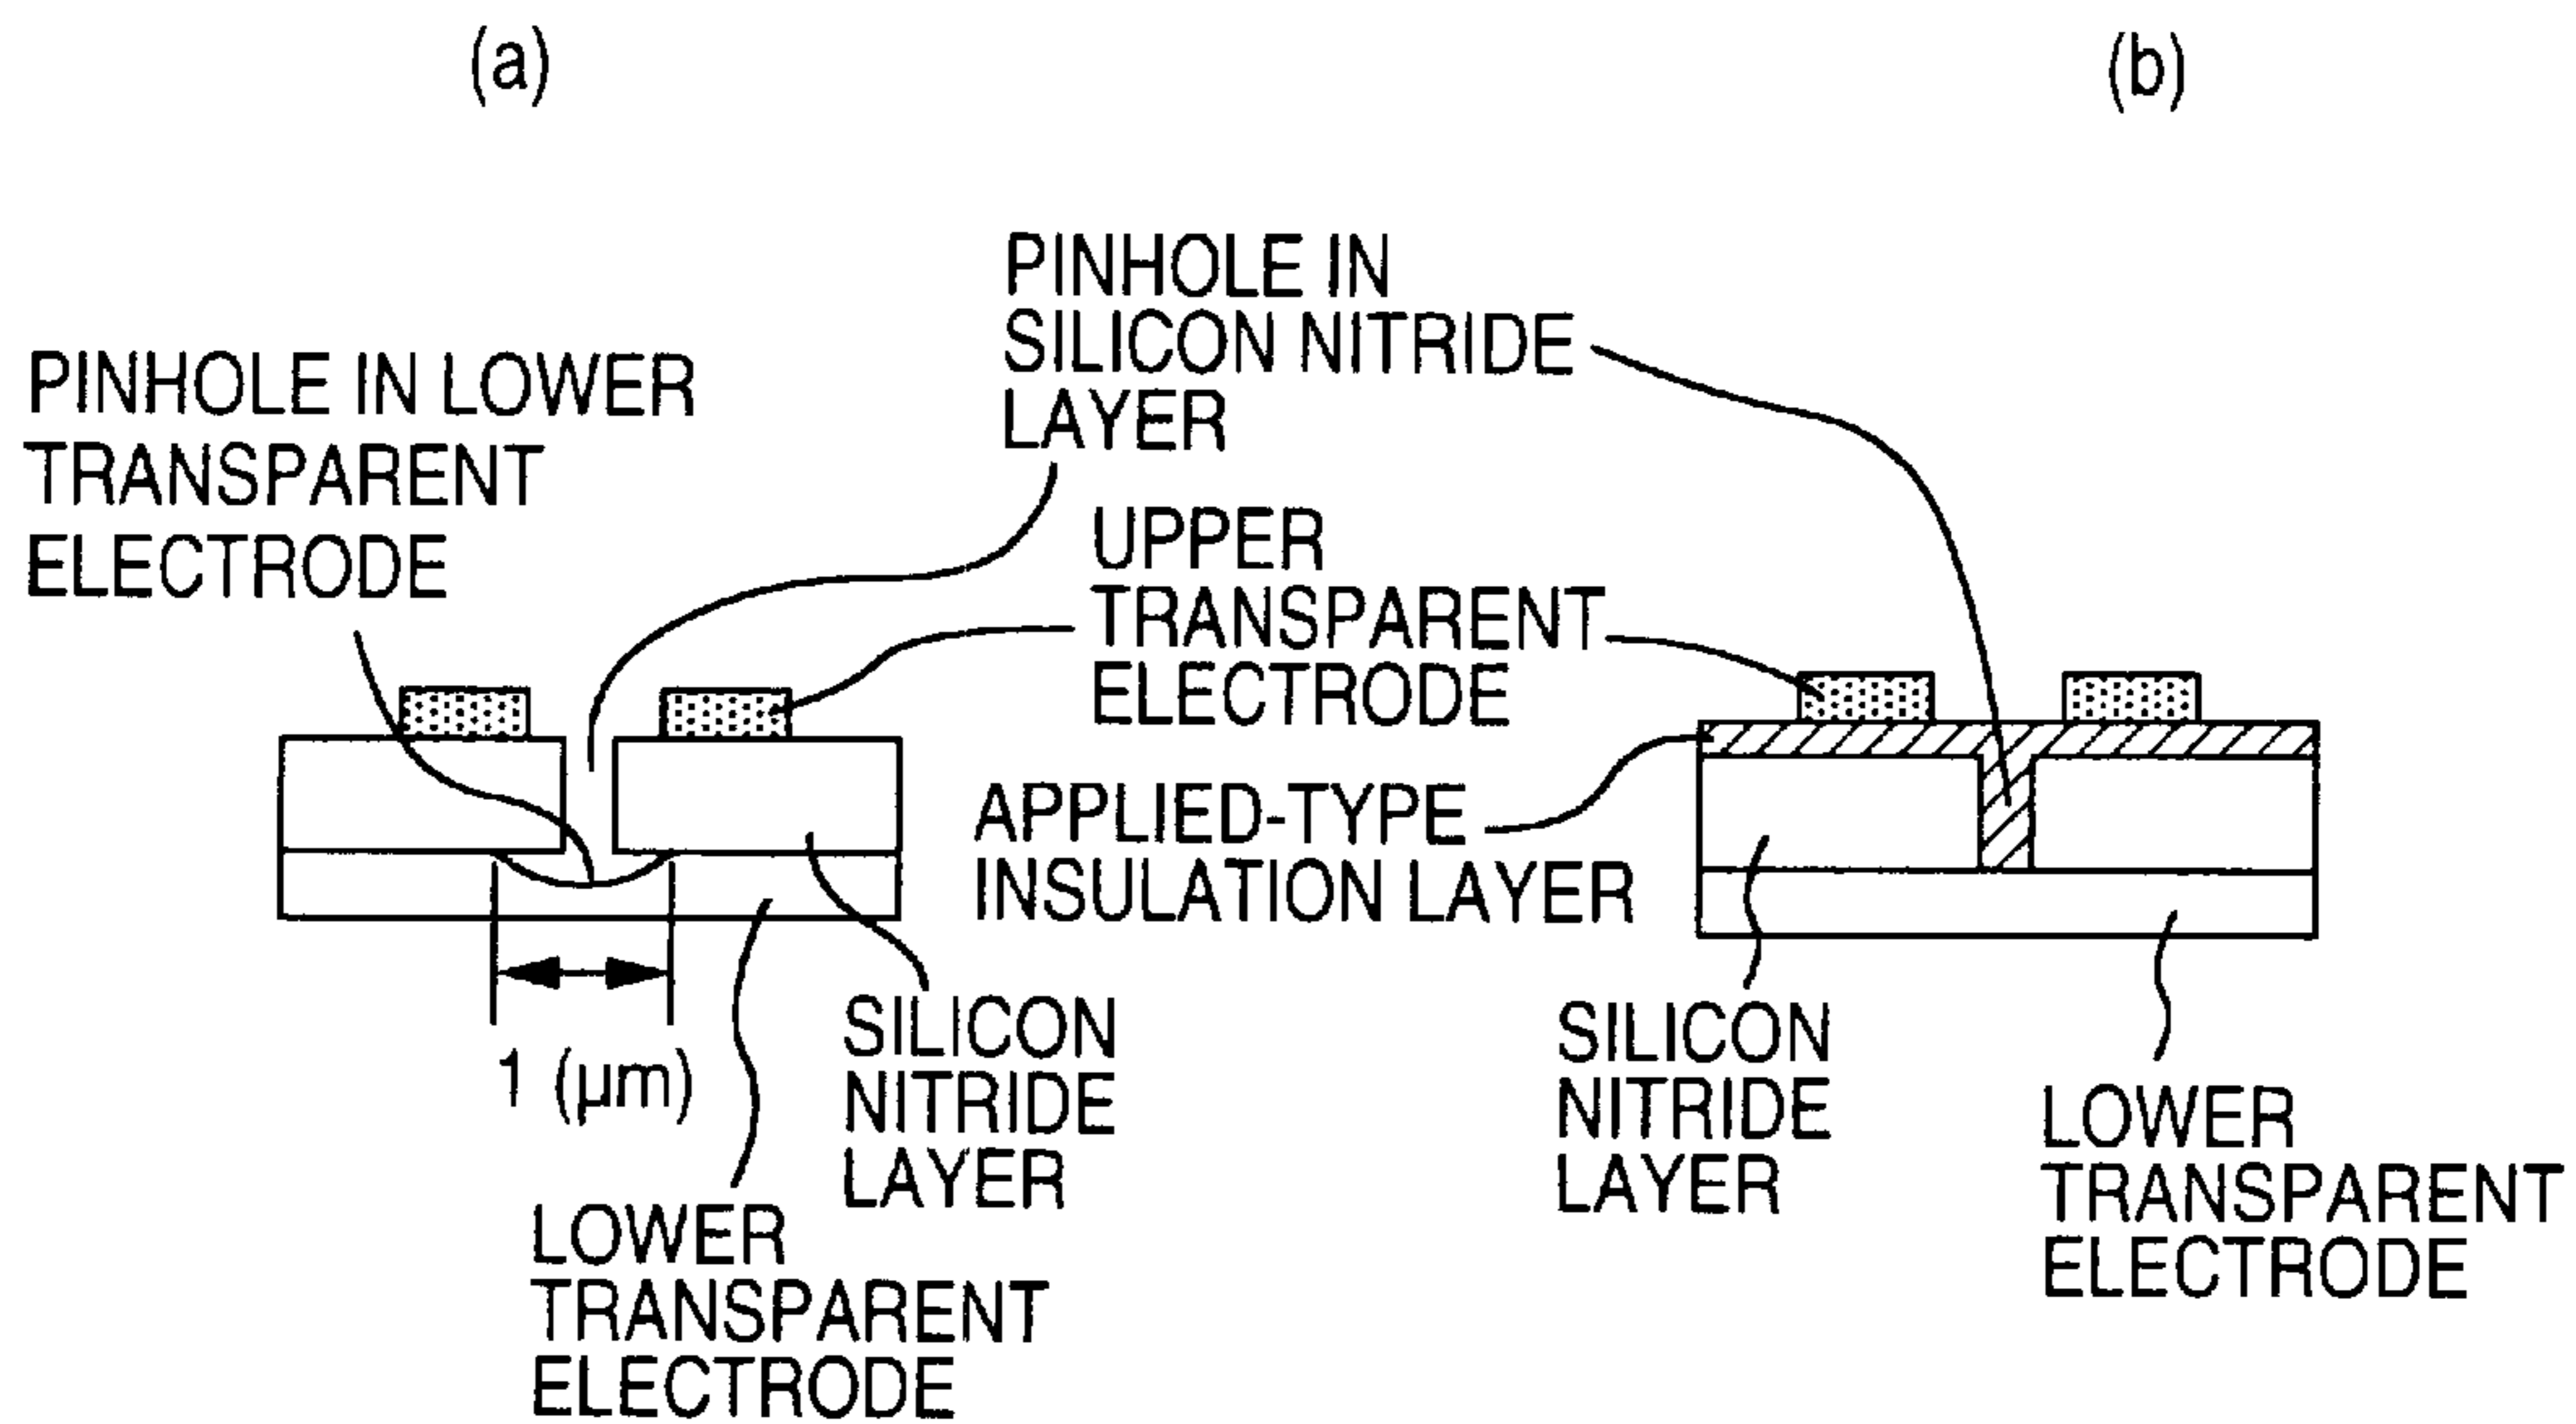 (a)
(b)
PINHOLE IN LOWER
TRANSPARENT
ELECTRODE
PINHOLE IN
SILICON NITRIDE
LAYER
UPPER
TRANSPARENT
ELECTRODE
APPLIED-TYPE
INSULATION LAYER
1 (µm)
SILICON
NITRIDE
LAYER
LOWER
TRANSPARENT
ELECTRODE
SILICON
NITRIDE
LAYER
LOWER
TRANSPARENT
ELECTRODE